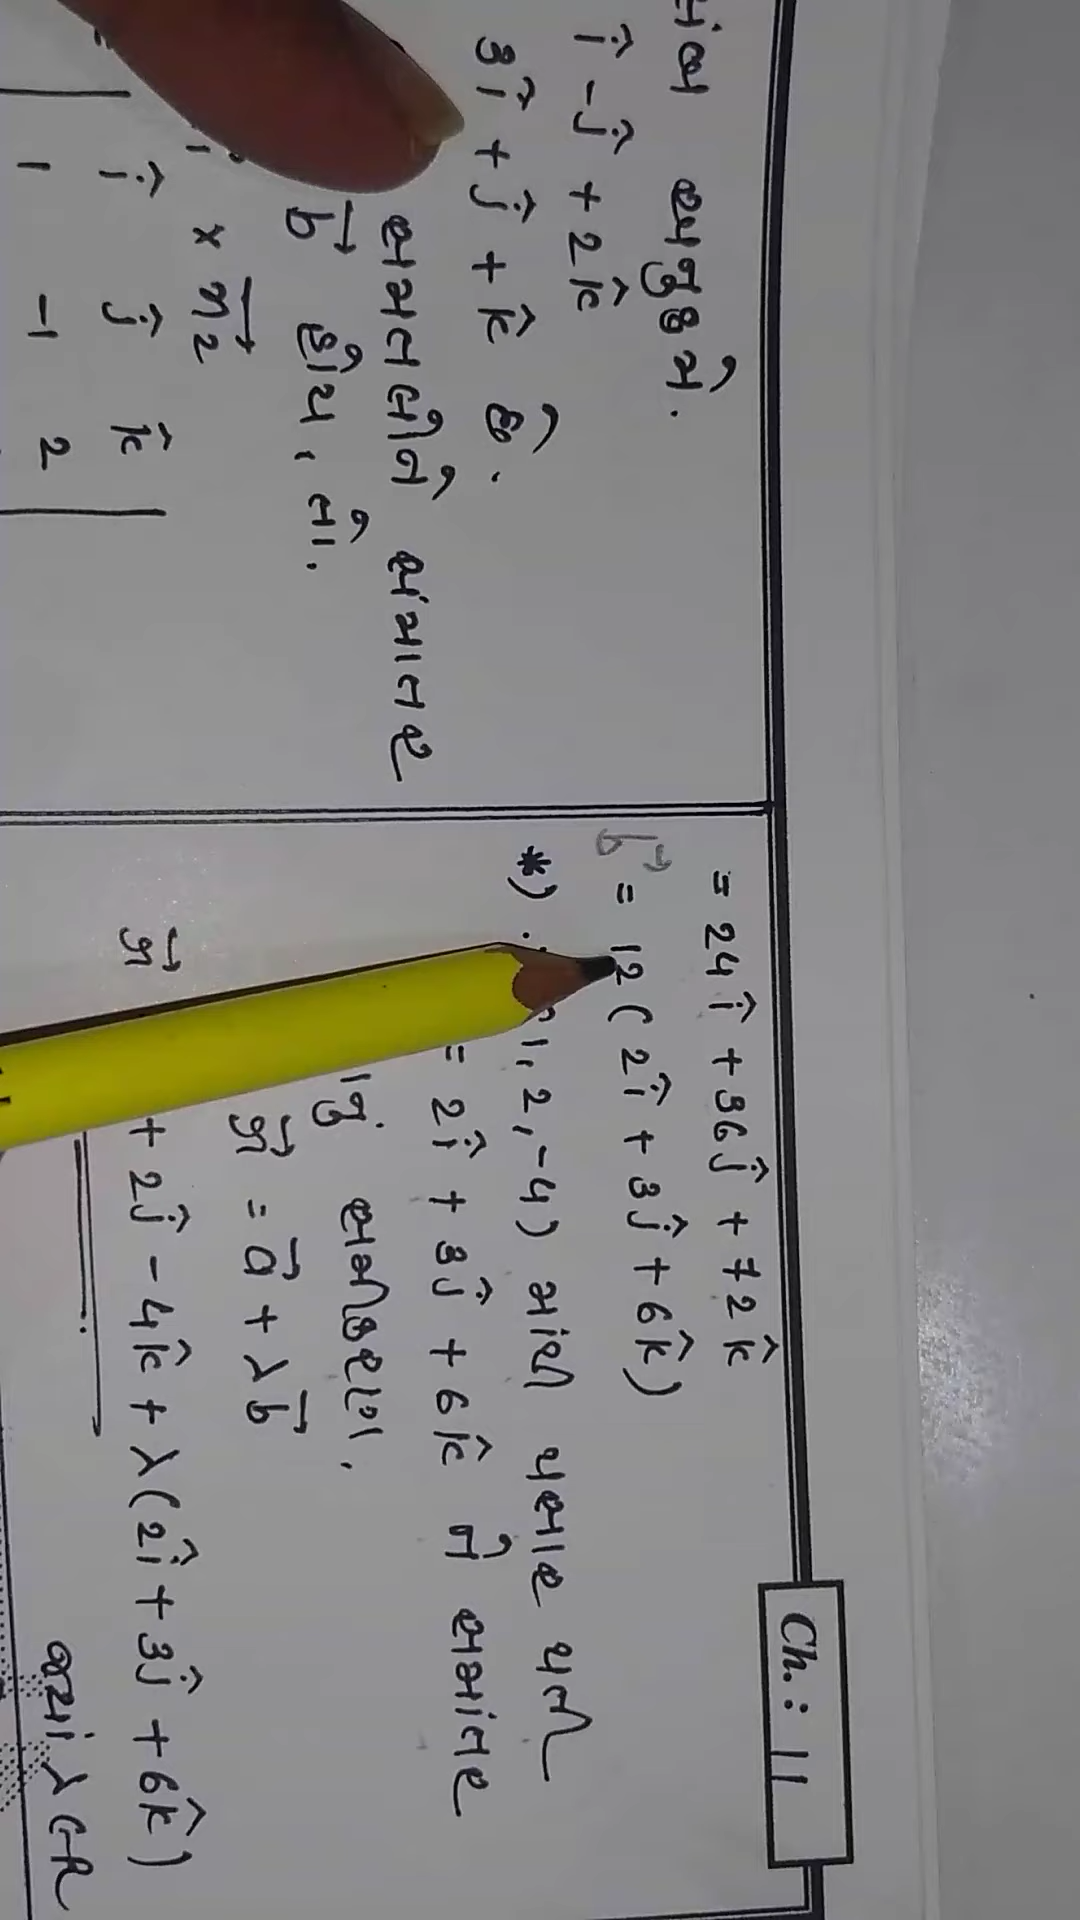 Ch. : 11
અનુક્રમે.
î - ĵ + 2k̂
3î + ĵ + k̂ છે.
સમતલોને સમાંતર
b⃗ હોય, તો.
× n⃗2
î ĵ k̂
1 -1 2
= 24î + 36ĵ + 72k̂
b⃗ = 12 ( 2î + 3ĵ + 6k̂ )
*) 1, 2, -4) માંથી પસાર થતી
= 2î + 3ĵ + 6k̂ ને સમાંતર
સમીકરણ.
r⃗ = a⃗ + λ b⃗
r⃗ + 2ĵ - 4k̂ + λ (2î + 3ĵ + 6k̂)
જ્યાં λ ∈ R